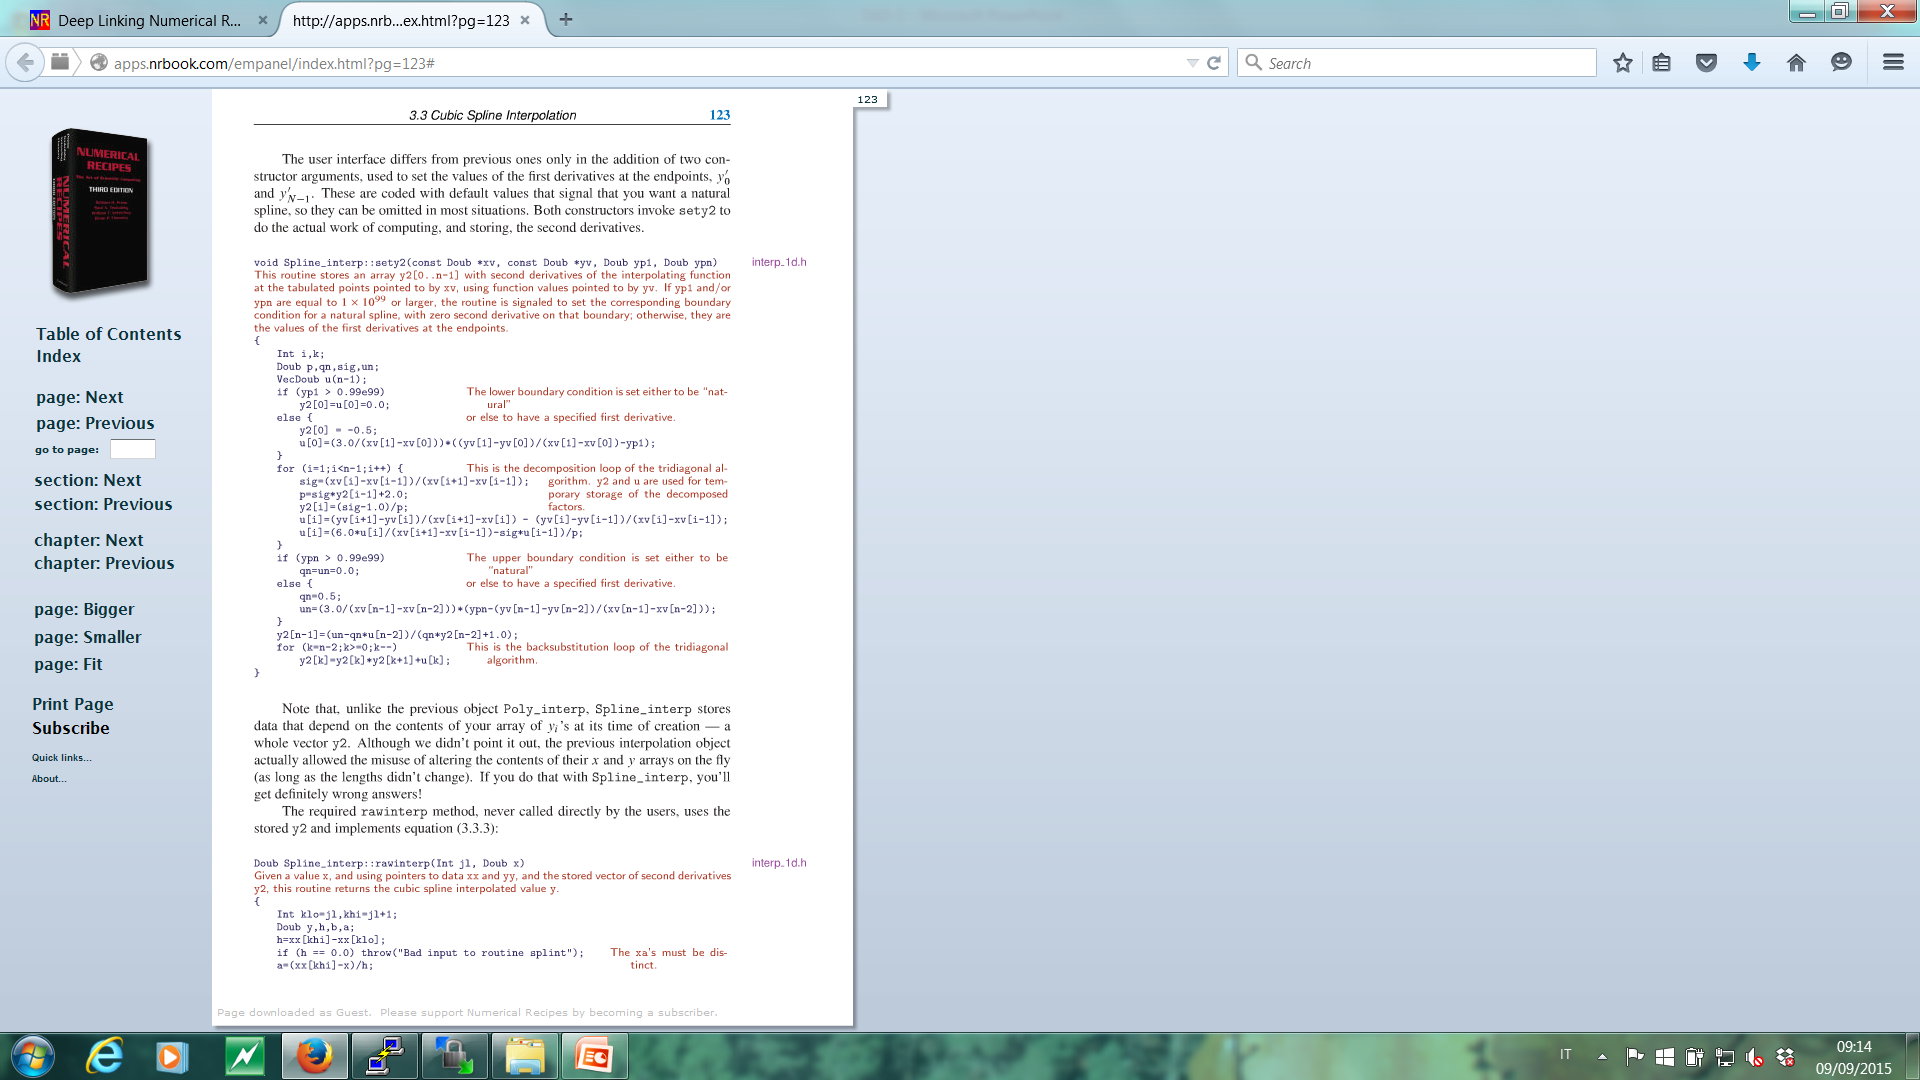 Deep Linking Numerical R...
http://apps.nrb...ex.html?pg=123
apps.nrbook.com/empanel/index.html?pg=123#
Search
123
NUMERICAL
RECIPES
THIRD EDITION
NUMERICAL
RECIPES
Table of Contents
Index
page: Next
page: Previous
go to page:
section: Next
section: Previous
chapter: Next
chapter: Previous
page: Bigger
page: Smaller
page: Fit
Print Page
Subscribe
Quick links...
About...
3.3 Cubic Spline Interpolation 123
The user interface differs from previous ones only in the addition of two con-
structor arguments, used to set the values of the first derivatives at the endpoints, y′0
and y′N−1. These are coded with default values that signal that you want a natural
spline, so they can be omitted in most situations. Both constructors invoke sety2 to
do the actual work of computing, and storing, the second derivatives.
void Spline_interp::sety2(const Doub *xv, const Doub *yv, Doub yp1, Doub ypn) interp_1d.h
This routine stores an array y2[0..n-1] with second derivatives of the interpolating function
at the tabulated points pointed to by xv, using function values pointed to by yv. If yp1 and/or
ypn are equal to 1 × 10^99 or larger, the routine is signaled to set the corresponding boundary
condition for a natural spline, with zero second derivative on that boundary; otherwise, they are
the values of the first derivatives at the endpoints.
{
Int i,k;
Doub p,qn,sig,un;
VecDoub u(n-1);
if (yp1 > 0.99e99) The lower boundary condition is set either to be “nat-
y2[0]=u[0]=0.0; ural”
else { or else to have a specified first derivative.
y2[0] = -0.5;
u[0]=(3.0/(xv[1]-xv[0]))*((yv[1]-yv[0])/(xv[1]-xv[0])-yp1);
}
for (i=1;i<n-1;i++) { This is the decomposition loop of the tridiagonal al-
sig=(xv[i]-xv[i-1])/(xv[i+1]-xv[i-1]); gorithm. y2 and u are used for tem-
p=sig*y2[i-1]+2.0; porary storage of the decomposed
y2[i]=(sig-1.0)/p; factors.
u[i]=(yv[i+1]-yv[i])/(xv[i+1]-xv[i]) - (yv[i]-yv[i-1])/(xv[i]-xv[i-1]);
u[i]=(6.0*u[i]/(xv[i+1]-xv[i-1])-sig*u[i-1])/p;
}
if (ypn > 0.99e99) The upper boundary condition is set either to be
qn=un=0.0; “natural”
else { or else to have a specified first derivative.
qn=0.5;
un=(3.0/(xv[n-1]-xv[n-2]))*(ypn-(yv[n-1]-yv[n-2])/(xv[n-1]-xv[n-2]));
}
y2[n-1]=(un-qn*u[n-2])/(qn*y2[n-2]+1.0);
for (k=n-2;k>=0;k--) This is the backsubstitution loop of the tridiagonal
y2[k]=y2[k]*y2[k+1]+u[k]; algorithm.
}
Note that, unlike the previous object Poly_interp, Spline_interp stores
data that depend on the contents of your array of yi’s at its time of creation — a
whole vector y2. Although we didn’t point it out, the previous interpolation object
actually allowed the misuse of altering the contents of their x and y arrays on the fly
(as long as the lengths didn’t change). If you do that with Spline_interp, you’ll
get definitely wrong answers!
The required rawinterp method, never called directly by the users, uses the
stored y2 and implements equation (3.3.3):
Doub Spline_interp::rawinterp(Int jl, Doub x) interp_1d.h
Given a value x, and using pointers to data xx and yy, and the stored vector of second derivatives
y2, this routine returns the cubic spline interpolated value y.
{
Int klo=jl,khi=jl+1;
Doub y,h,b,a;
h=xx[khi]-xx[klo];
if (h == 0.0) throw("Bad input to routine splint"); The xa’s must be dis-
a=(xx[khi]-x)/h; tinct.
Page downloaded as Guest. Please support Numerical Recipes by becoming a subscriber.
IT
09:14
09/09/2015